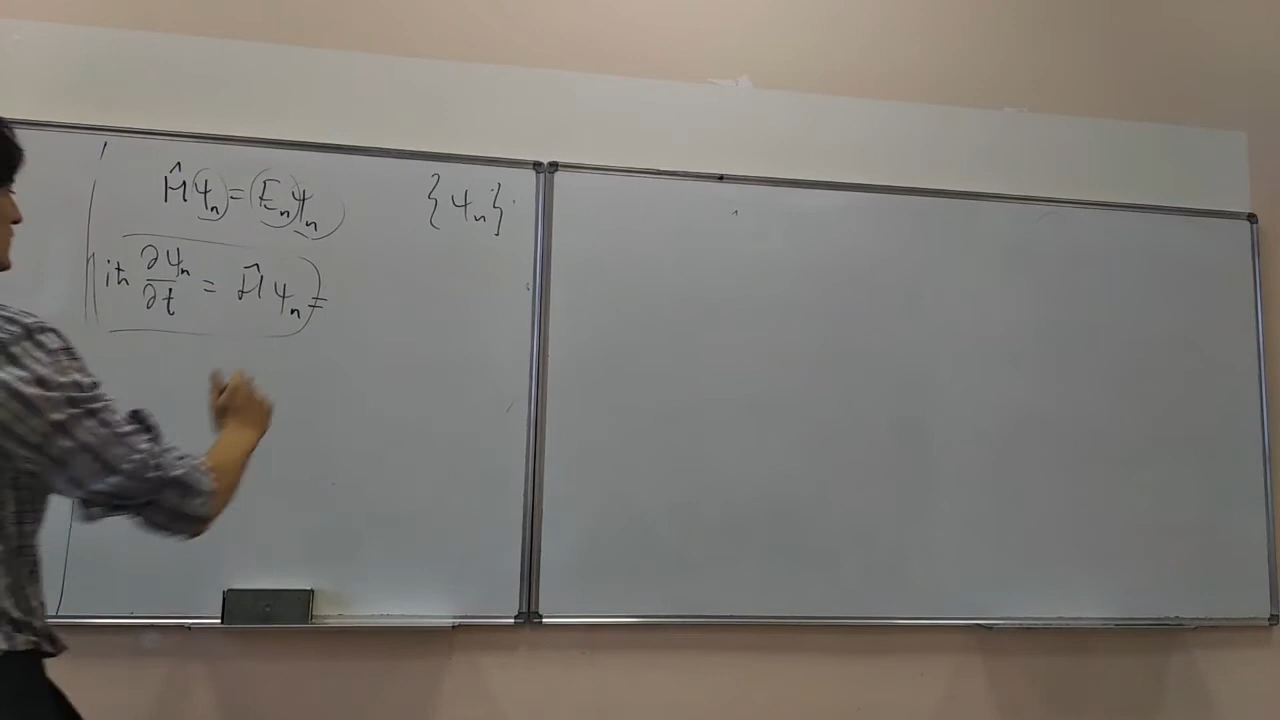 Ĥψₙ = Eₙψₙ {ψₙ}
iħ ∂ψₙ/∂t = Ĥψₙ =